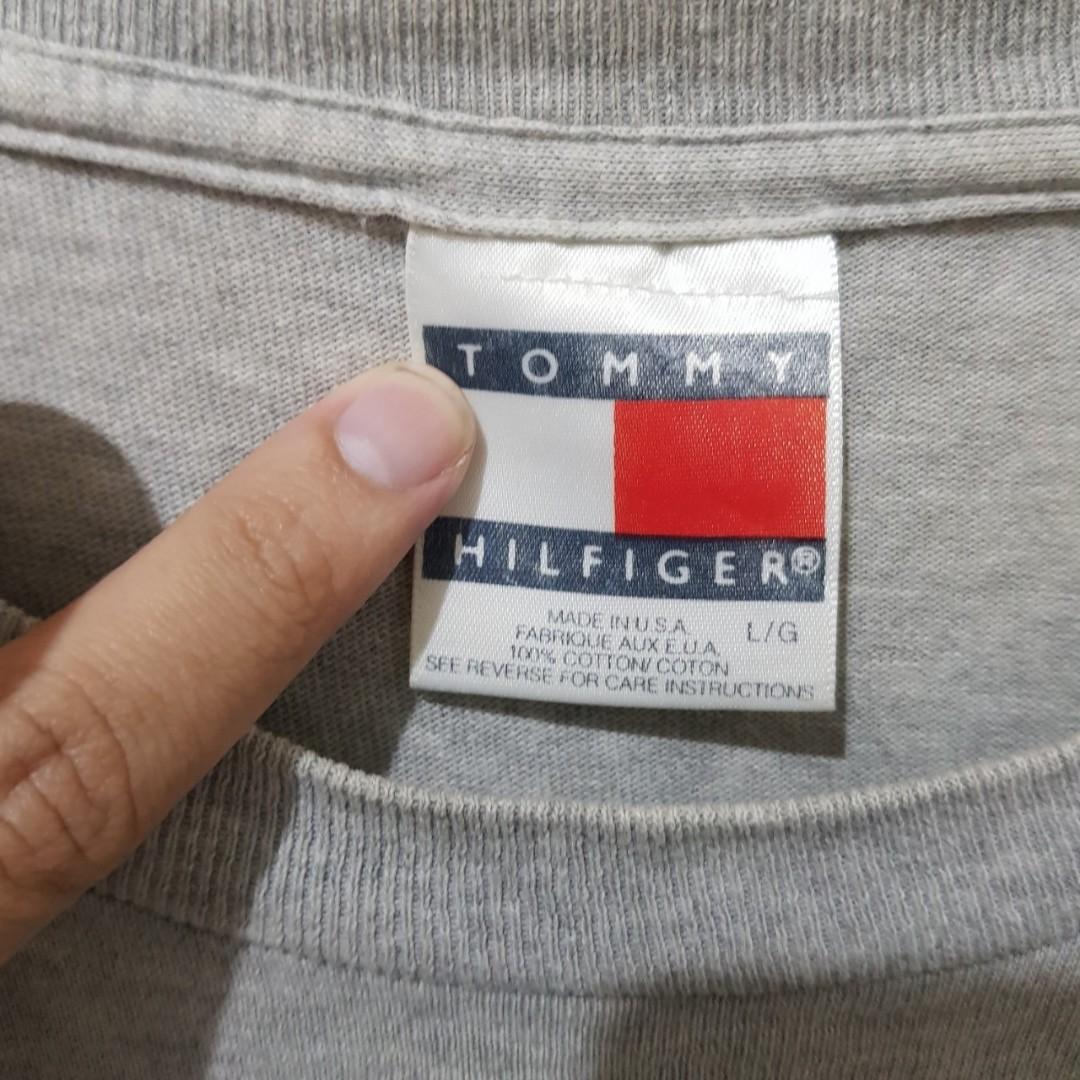 TOMMY
HILFIGER®
MADE IN U.S.A.
FABRIQUE AUX E.U.A.
L/G
100% COTTON/ COTON
SEE REVERSE FOR CARE INSTRUCTIONS